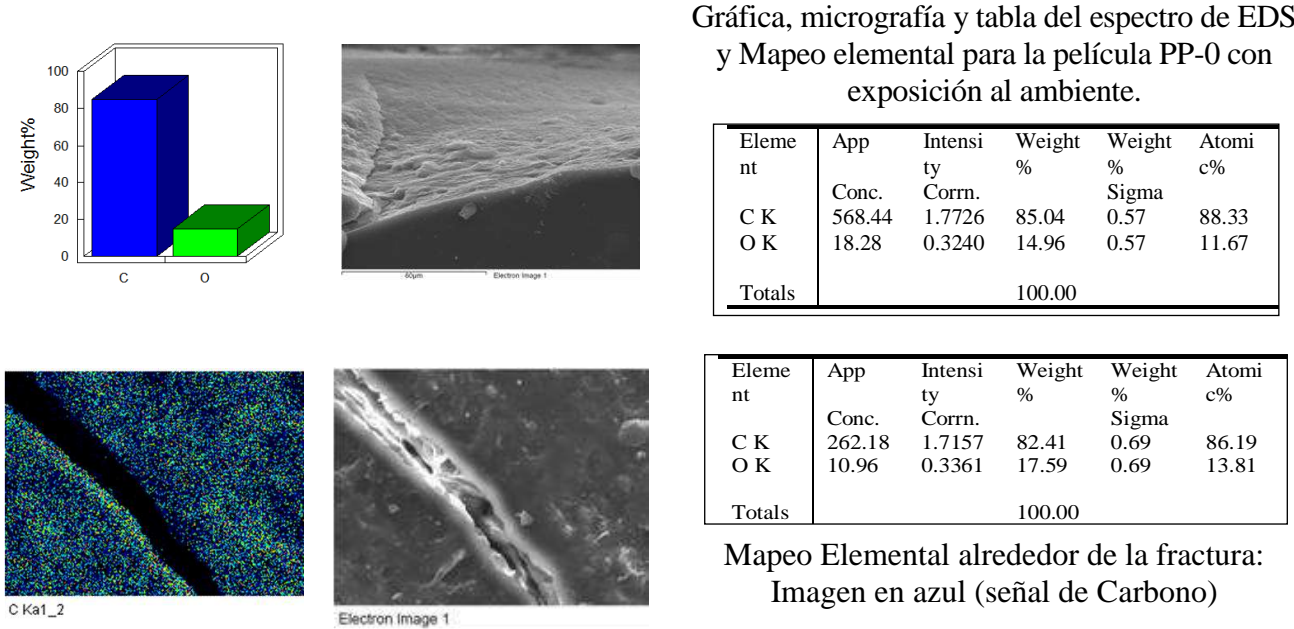 Gráfica, micrografía y tabla del espectro de EDS
y Mapeo elemental para la película PP-0 con
exposición al ambiente.
Weight%
100
80
60
40
20
0
C O
60µm Electron Image 1
Eleme App Intensi Weight Weight Atomi
nt ty % % c%
Conc. Corrn. Sigma
C K 568.44 1.7726 85.04 0.57 88.33
O K 18.28 0.3240 14.96 0.57 11.67
Totals 100.00
C Ka1_2
Electron Image 1
Eleme App Intensi Weight Weight Atomi
nt ty % % c%
Conc. Corrn. Sigma
C K 262.18 1.7157 82.41 0.69 86.19
O K 10.96 0.3361 17.59 0.69 13.81
Totals 100.00
Mapeo Elemental alrededor de la fractura:
Imagen en azul (señal de Carbono)